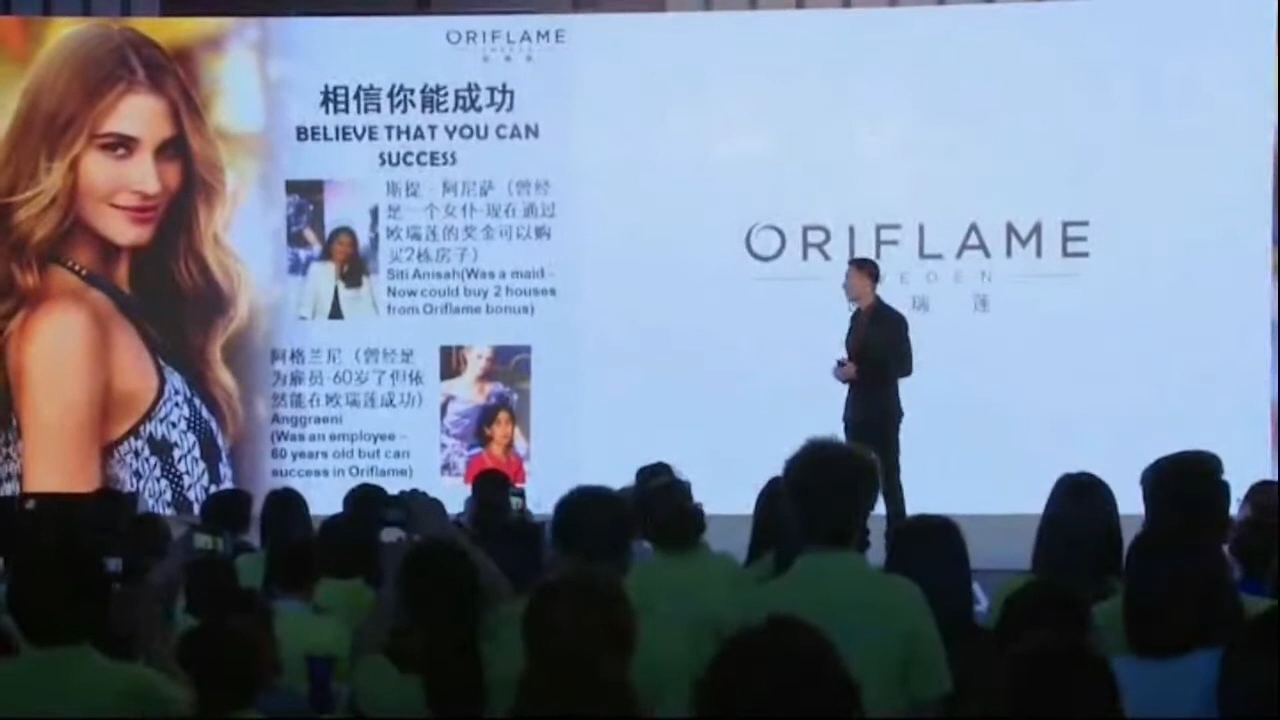 ORIFLAME
相信你能成功
BELIEVE THAT YOU CAN
SUCCESS
斯提·阿尼萨（曾经
是一个女仆-现在通过
欧瑞莲的奖金可以购
买2栋房子）
Siti Anisah(Was a maid -
Now could buy 2 houses
from Oriflame bonus)
阿格兰尼（曾经是
为雇员-60岁了但依
然能在欧瑞莲成功）
Anggraeni
(Was an employee -
60 years old but can
success in Oriflame)
ORIFLAME
WEDEN
瑞 莲